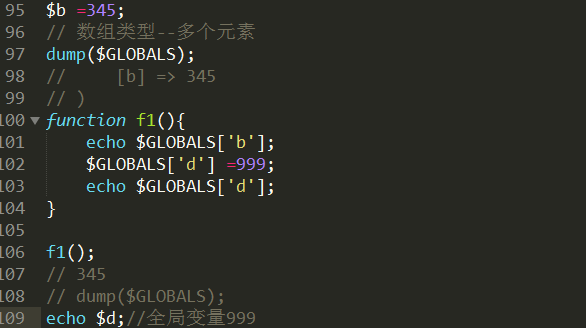 95 $b =345;
96 // 数组类型--多个元素
97 dump($GLOBALS);
98 //     [b] => 345
99 // )
100 function f1(){
101     echo $GLOBALS['b'];
102     $GLOBALS['d'] =999;
103     echo $GLOBALS['d'];
104 }
105
106 f1();
107 // 345
108 // dump($GLOBALS);
109 echo $d;//全局变量999